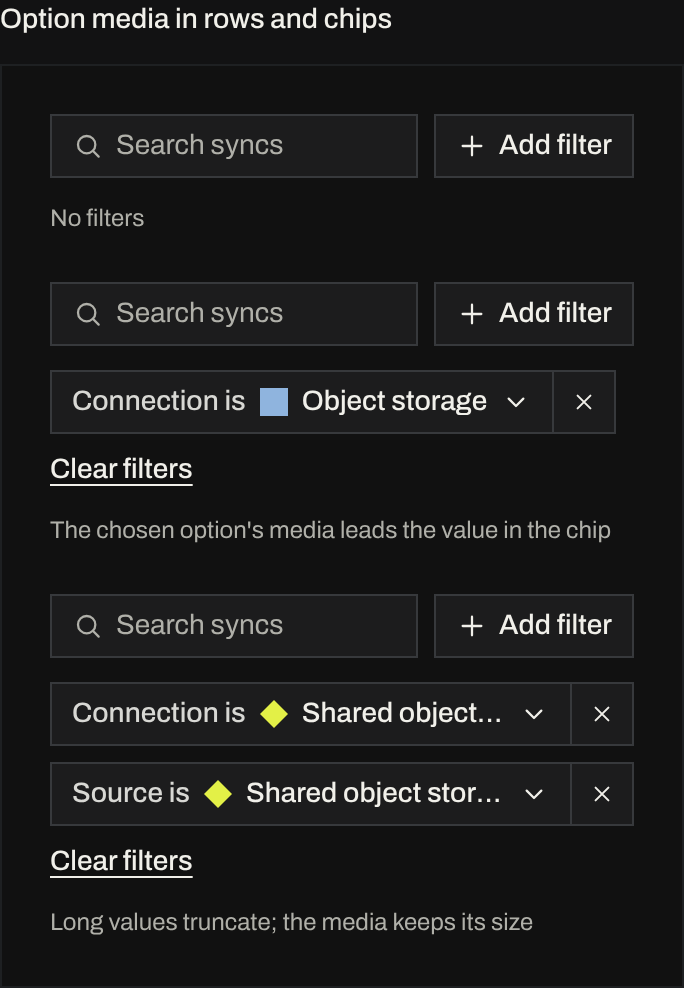 Option media in rows and chips
Search syncs
Add filter
No filters
Search syncs
Add filter
Connection is Object storage
Clear filters
The chosen option's media leads the value in the chip
Search syncs
Add filter
Connection is Shared object...
Source is Shared object stor...
Clear filters
Long values truncate; the media keeps its size